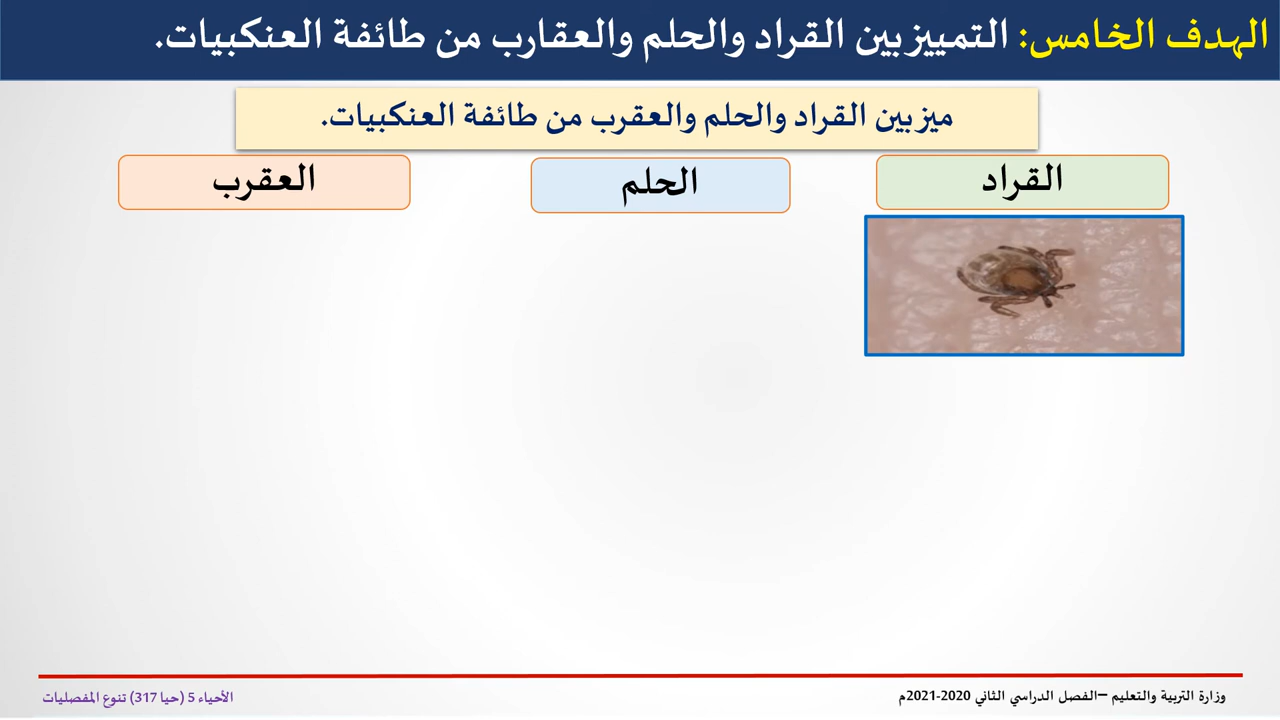 الهدف الخامس: التمييز بين القراد والحلم والعقارب من طائفة العنكبيات.
ميز بين القراد والحلم والعقرب من طائفة العنكبيات.
القراد
الحلم
العقرب
وزارة التربية والتعليم –الفصل الدراسي الثاني 2020-2021م
الأحياء 5 (حيا 317) تنوع المفصليات